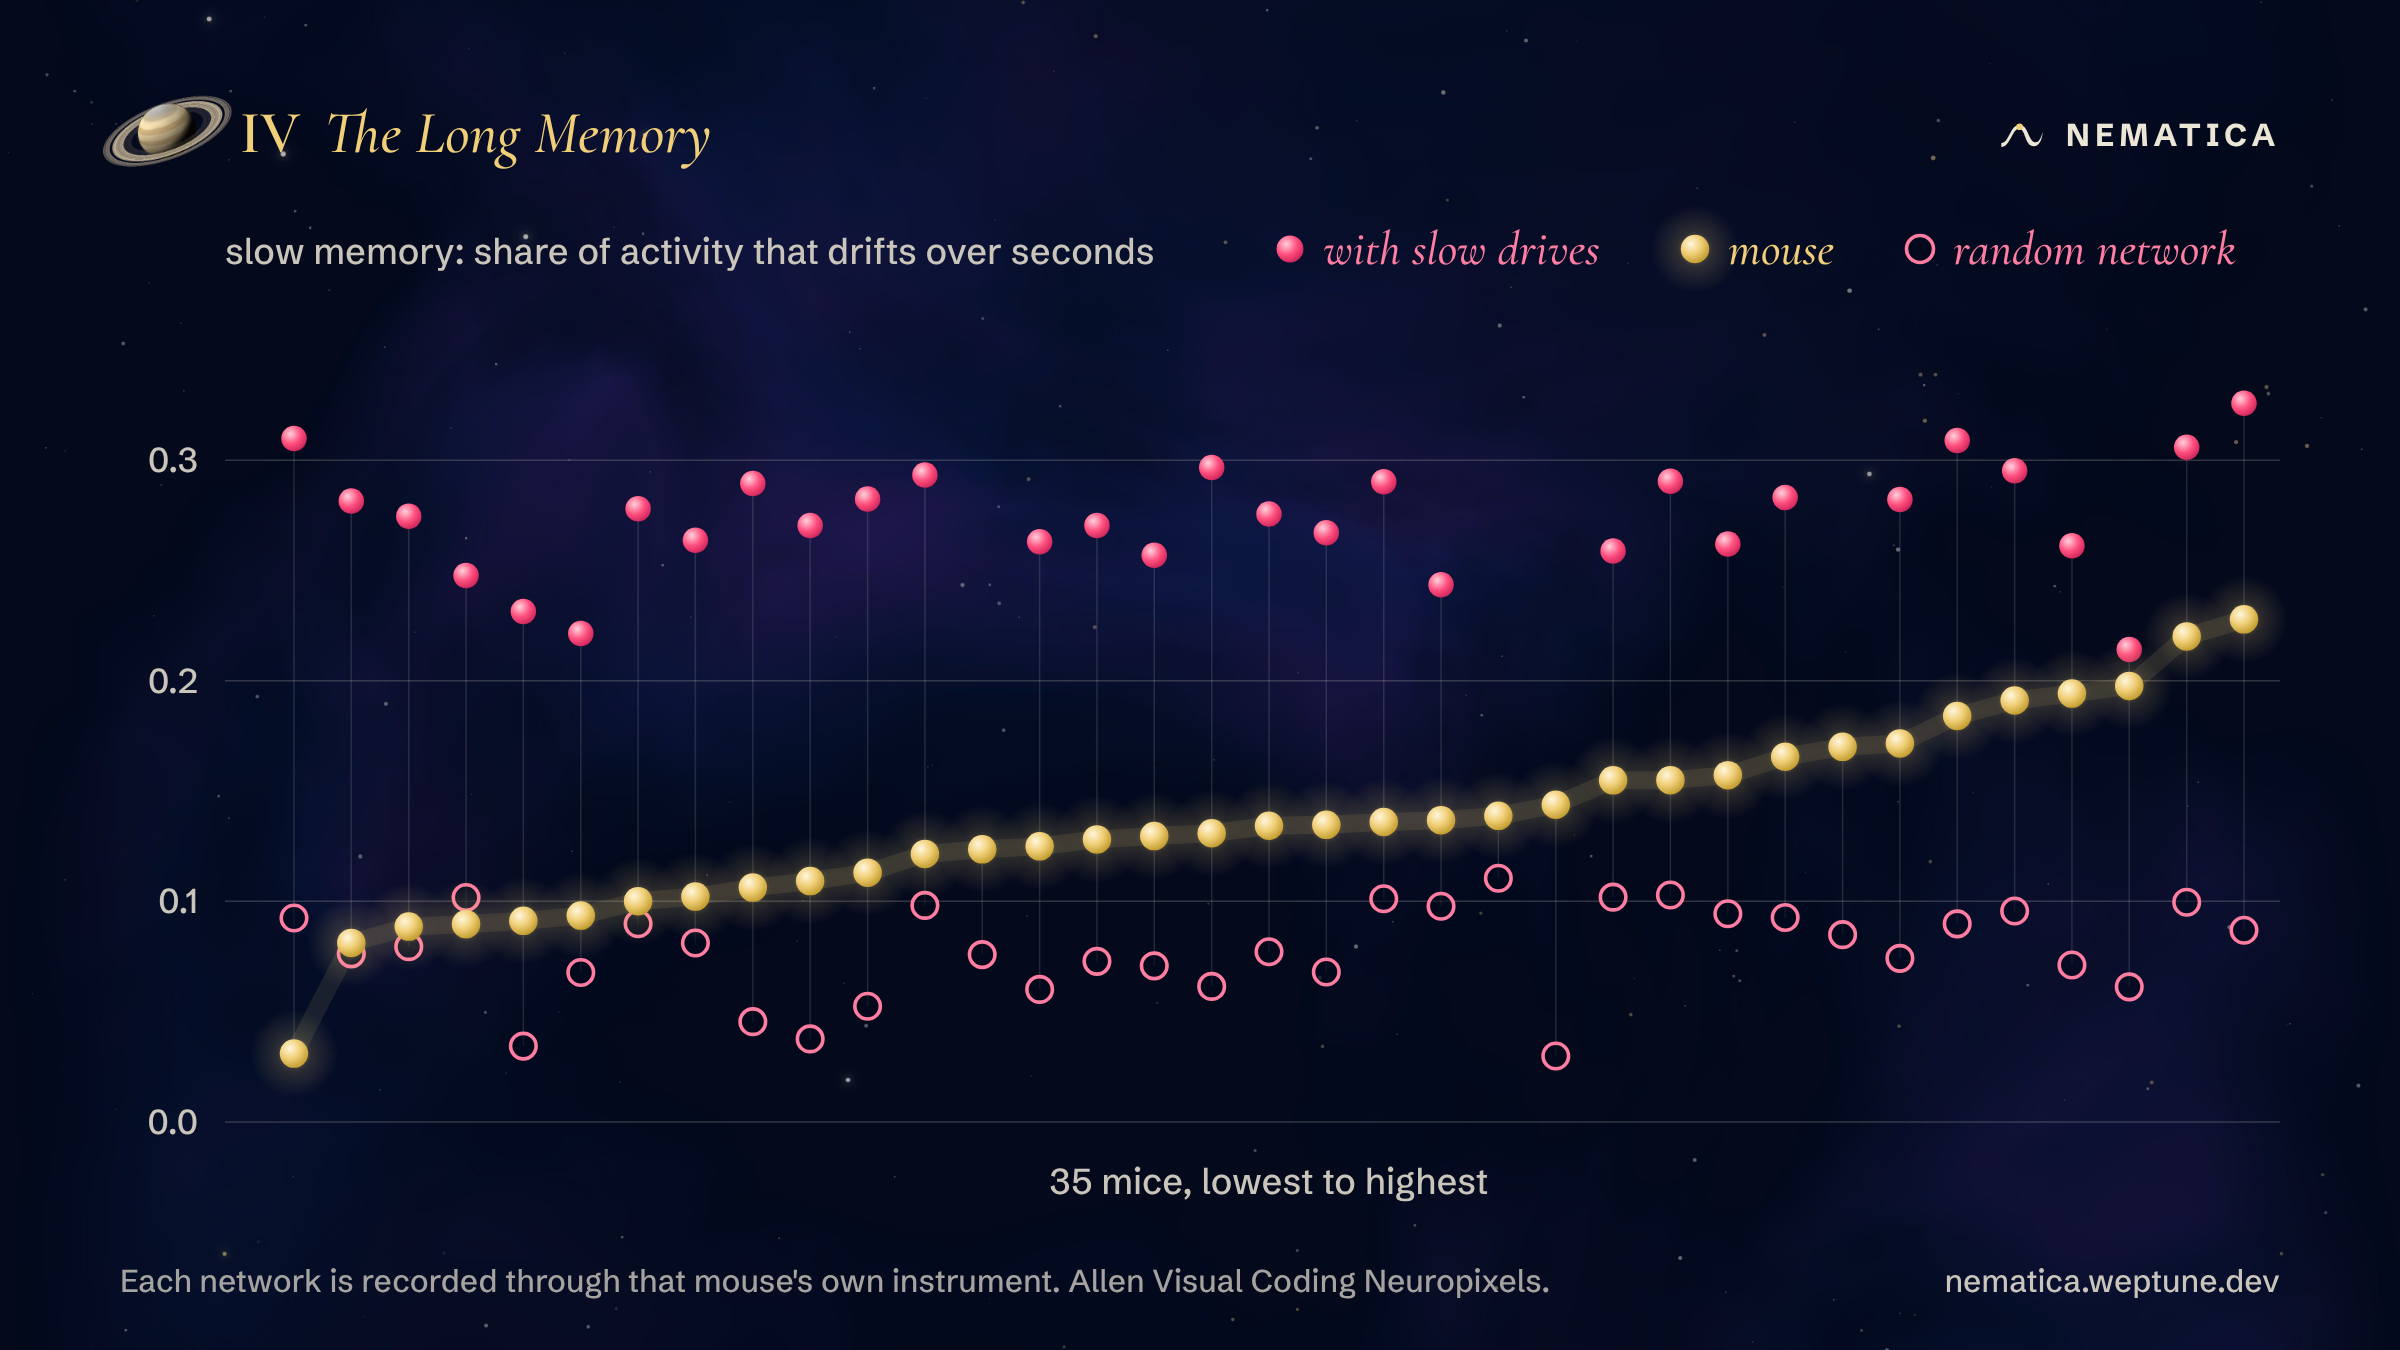 IV The Long Memory
NEMATICA
slow memory: share of activity that drifts over seconds
with slow drives
mouse
random network
0.3
0.2
0.1
0.0
35 mice, lowest to highest
Each network is recorded through that mouse's own instrument. Allen Visual Coding Neuropixels.
nematica.weptune.dev